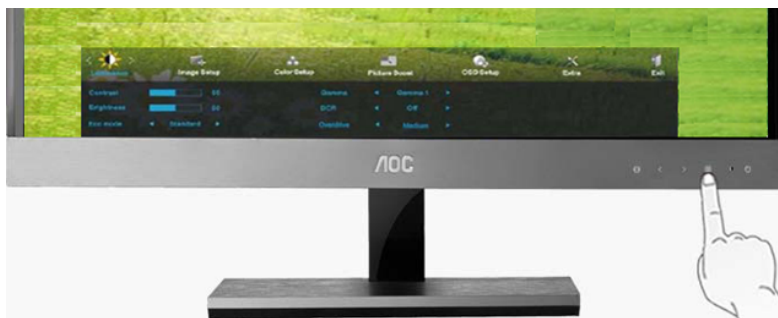 Luminance Image Setup Color Setup Picture Boost OSD Setup Extra Exit
Contrast 50 Gamma Gamma 1
Brightness 50 DCR Off
Eco mode Standard Overdrive Medium
AOC